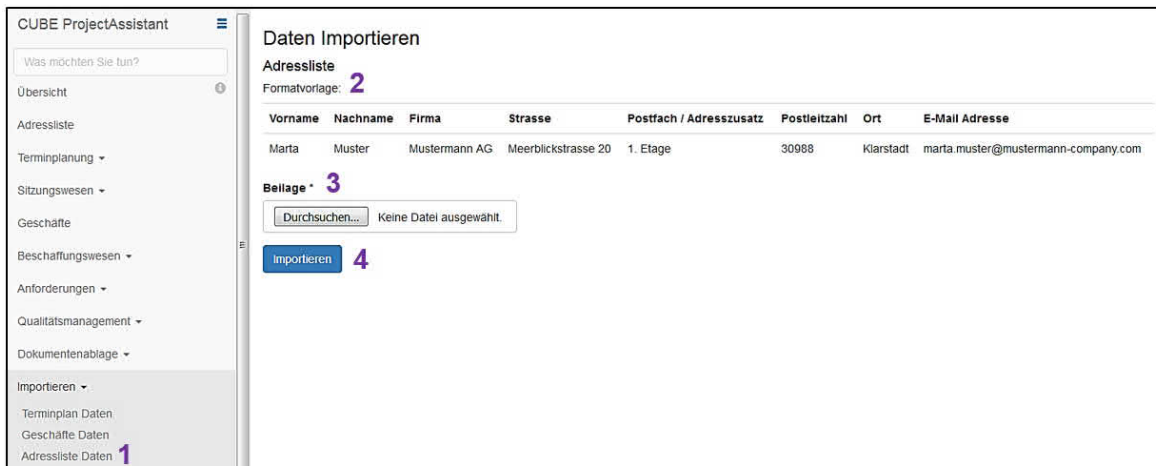 CUBE ProjectAssistant
Was möchten Sie tun?
Übersicht
Adressliste
Terminplanung
Sitzungswesen
Geschäfte
Beschaffungswesen
Anforderungen
Qualitätsmanagement
Dokumentenablage
Importieren
Terminplan Daten
Geschäfte Daten
Adressliste Daten 1
Daten Importieren
Adressliste
Formatvorlage: 2
Vorname Nachname Firma Strasse Postfach / Adresszusatz Postleitzahl Ort E-Mail Adresse
Marta Muster Mustermann AG Meerblickstrasse 20 1. Etage 30988 Klarstadt marta.muster@mustermann-company.com
Beilage * 3
Durchsuchen... Keine Datei ausgewählt.
Importieren 4